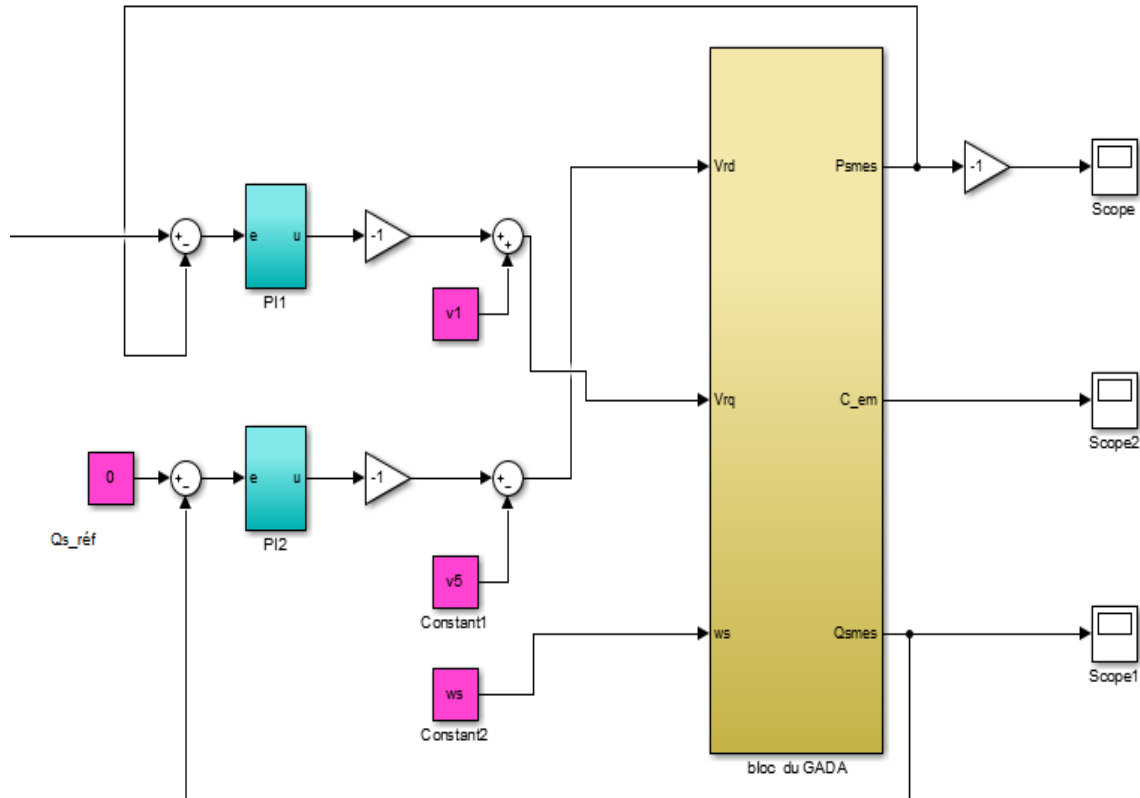 Vrd
Psmes
-1
Scope
+
-
e
u
PI1
-1
+
+
v1
Vrq
C_em
Scope2
0
Qs_réf
+
-
e
u
PI2
-1
+
-
v5
Constant1
ws
Qsmes
Scope1
ws
Constant2
bloc du GADA